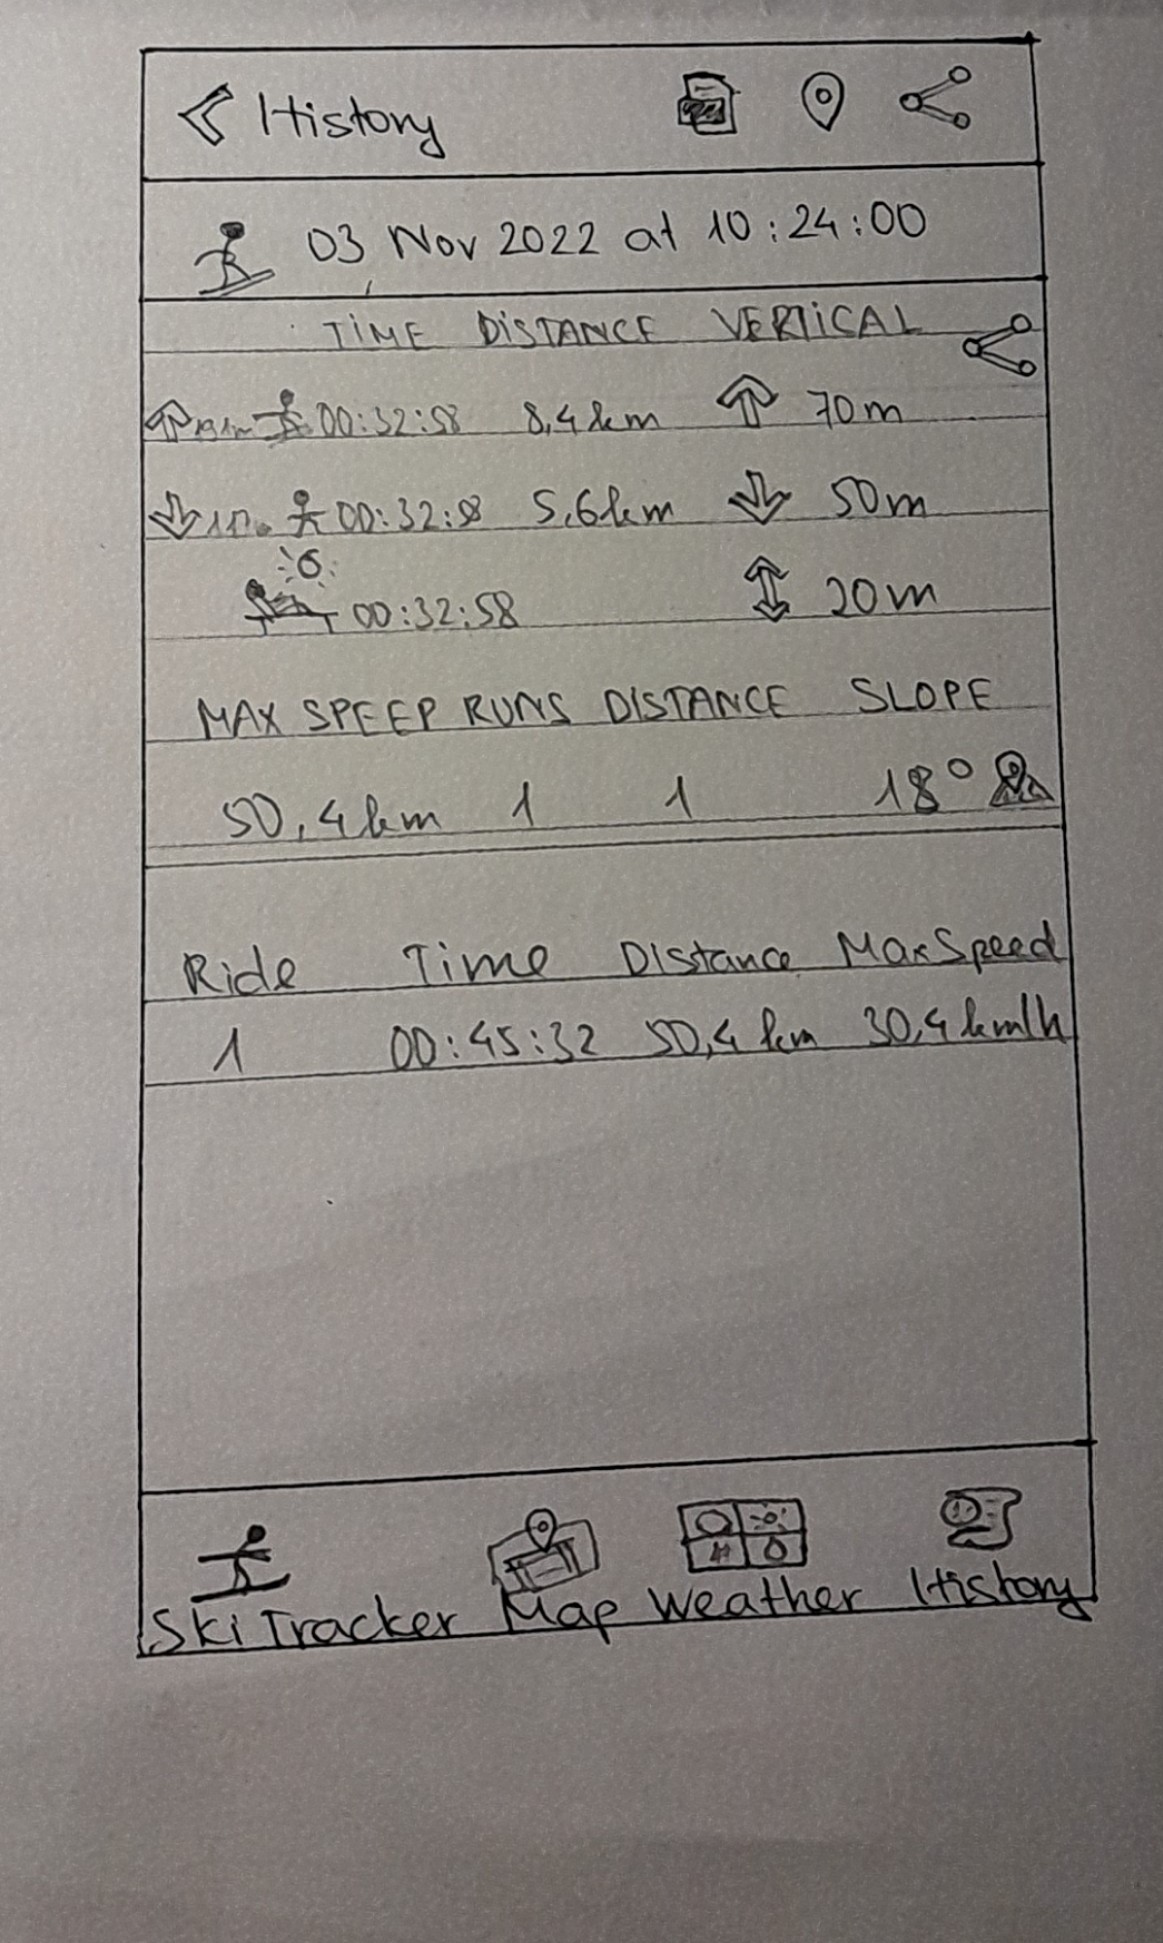 History
03 Nov 2022 at 10:24:00
TIME DISTANCE VERTICAL
00:32:58 8,4 km 70m
00:32:58 5,6 km 50m
00:32:58 20m
MAX SPEEP RUNS DISTANCE SLOPE
50,4 km 1 1 18°
Ride Time Distance MaxSpeed
1 00:45:32 50,4 km 30,4 km/h
Ski Tracker Map Weather History